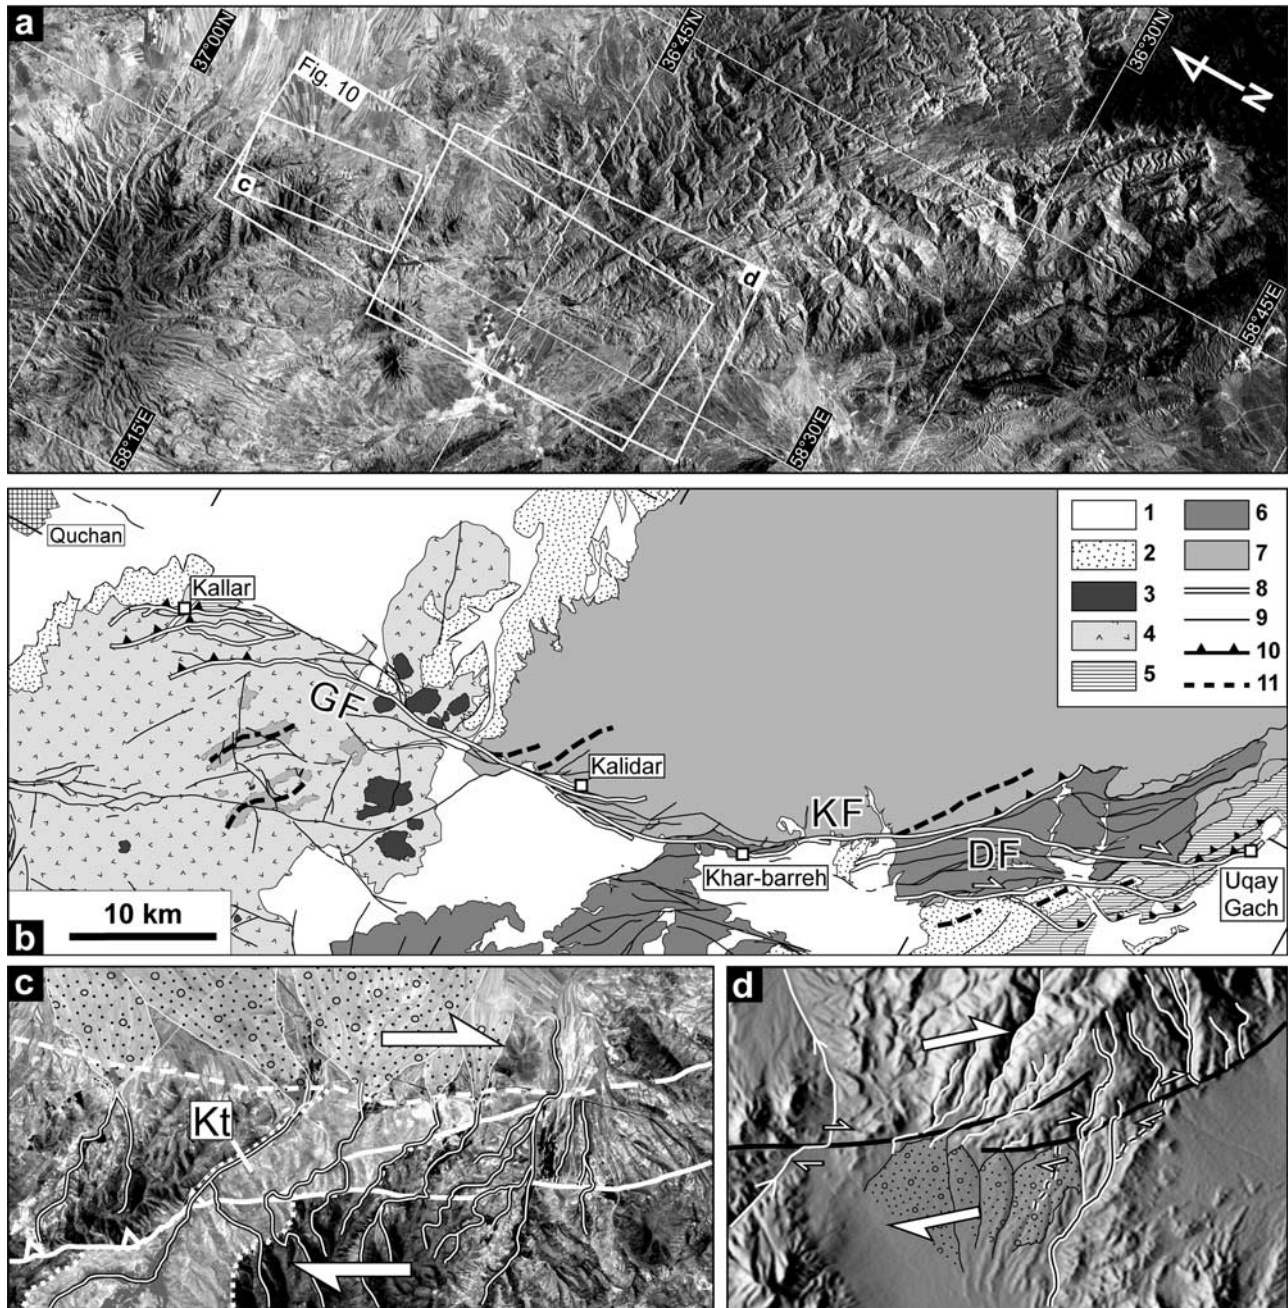 a
37°00'N
36°45'N
36°30'N
N
Fig. 10
c
d
58°15'E
58°30'E
58°45'E
Quchan
Kallar
GF
Kalidar
KF
DF
Khar-barreh
Uqay
Gach
10 km
1
2
3
4
5
6
7
8
9
10
11
b
c
Kt
d